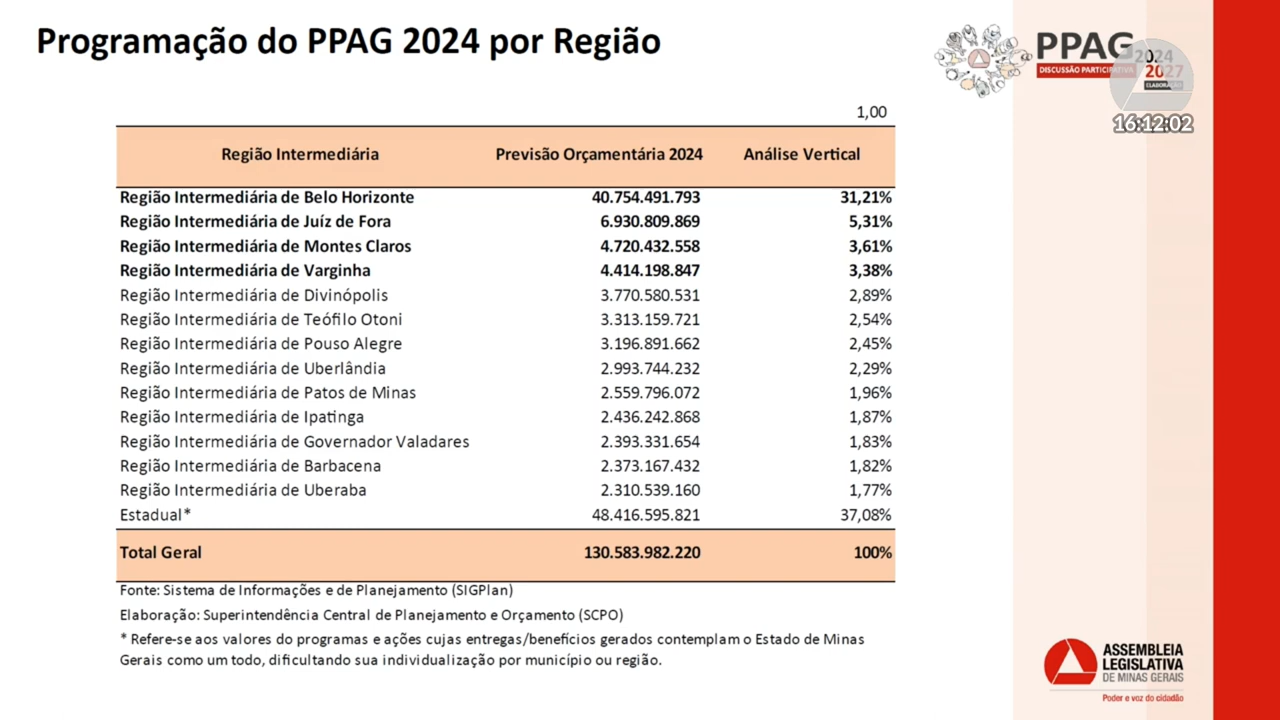 Programação do PPAG 2024 por Região
PPAG
DISCUSSÃO PARTICIPATIVA
2024
2027
ELABORAÇÃO
16:12:02
1,00
Região Intermediária Previsão Orçamentária 2024 Análise Vertical
Região Intermediária de Belo Horizonte 40.754.491.793 31,21%
Região Intermediária de Juíz de Fora 6.930.809.869 5,31%
Região Intermediária de Montes Claros 4.720.432.558 3,61%
Região Intermediária de Varginha 4.414.198.847 3,38%
Região Intermediária de Divinópolis 3.770.580.531 2,89%
Região Intermediária de Teófilo Otoni 3.313.159.721 2,54%
Região Intermediária de Pouso Alegre 3.196.891.662 2,45%
Região Intermediária de Uberlândia 2.993.744.232 2,29%
Região Intermediária de Patos de Minas 2.559.796.072 1,96%
Região Intermediária de Ipatinga 2.436.242.868 1,87%
Região Intermediária de Governador Valadares 2.393.331.654 1,83%
Região Intermediária de Barbacena 2.373.167.432 1,82%
Região Intermediária de Uberaba 2.310.539.160 1,77%
Estadual* 48.416.595.821 37,08%
Total Geral 130.583.982.220 100%
Fonte: Sistema de Informações e de Planejamento (SIGPlan)
Elaboração: Superintendência Central de Planejamento e Orçamento (SCPO)
* Refere-se aos valores do programas e ações cujas entregas/benefícios gerados contemplam o Estado de Minas
Gerais como um todo, dificultando sua individualização por município ou região.
ASSEMBLEIA
LEGISLATIVA
DE MINAS GERAIS
Poder e voz do cidadão